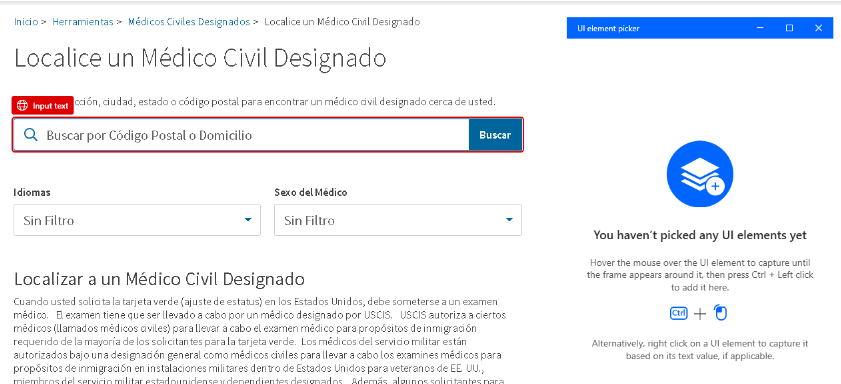 Inicio > Herramientas > Médicos Civiles Designados > Localice un Médico Civil Designado
Localice un Médico Civil Designado
Input text
cción, ciudad, estado o código postal para encontrar un médico civil designado cerca de usted.
Buscar por Código Postal o Domicilio
Buscar
Idiomas
Sexo del Médico
Sin Filtro
Sin Filtro
Localizar a un Médico Civil Designado
Cuando usted solicita la tarjeta verde (ajuste de estatus) en los Estados Unidos, debe someterse a un examen
médico. El examen tiene que ser llevado a cabo por un médico designado por USCIS. USCIS autoriza a ciertos
médicos (llamados médicos civiles) para llevar a cabo el examen médico para propósitos de inmigración
requerido de la mayoría de los solicitantes para la tarjeta verde. Los médicos del servicio militar están
autorizados bajo una designación general como médicos civiles para llevar a cabo los examines médicos para
propósitos de inmigración en instalaciones militares dentro de Estados Unidos para veteranos de EE. UU.,
miembros del servicio militar estadounidense y dependientes designados. Además, algunos solicitantes para
UI element picker
You haven't picked any UI elements yet
Hover the mouse over the UI element to capture until
the frame appears around it, then press Ctrl + Left click
to add it here.
Ctrl +
Alternatively, right click on a UI element to capture it
based on its text value, if applicable.